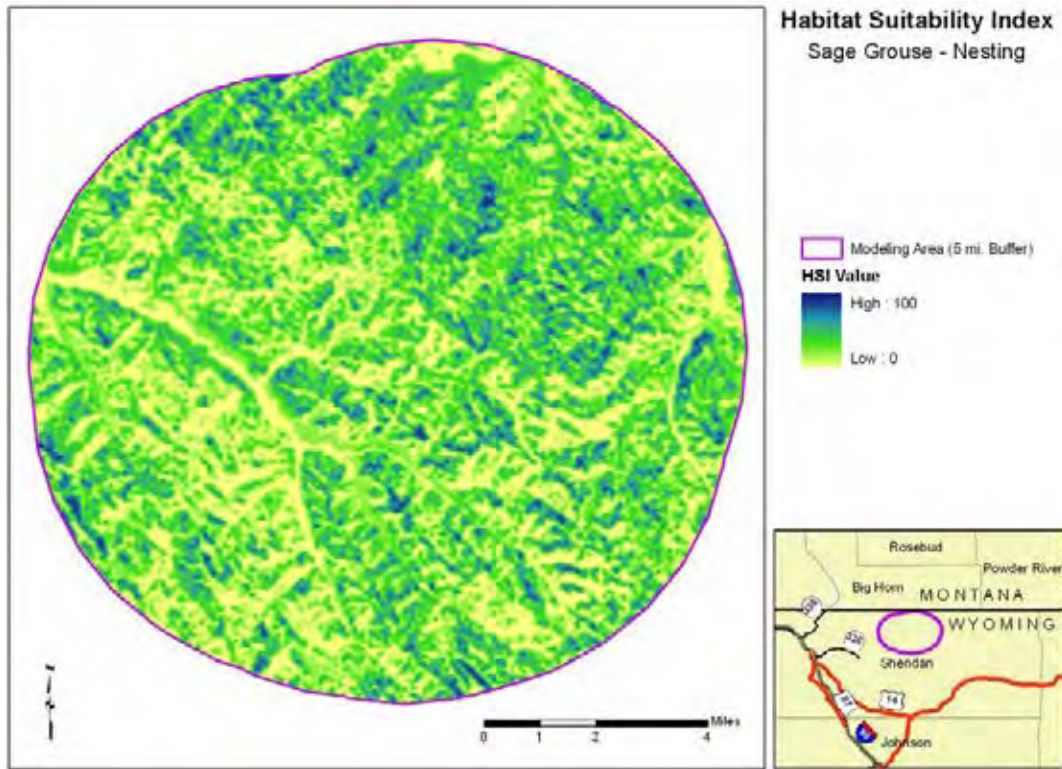 Habitat Suitability Index
Sage Grouse - Nesting
Modeling Area (5 mi. Buffer)
HSI Value
High : 100
Low : 0
0 1 2 4 Miles
Rosebud
Powder River
Big Horn
MONTANA
WYOMING
Sheridan
87
14
Johnson